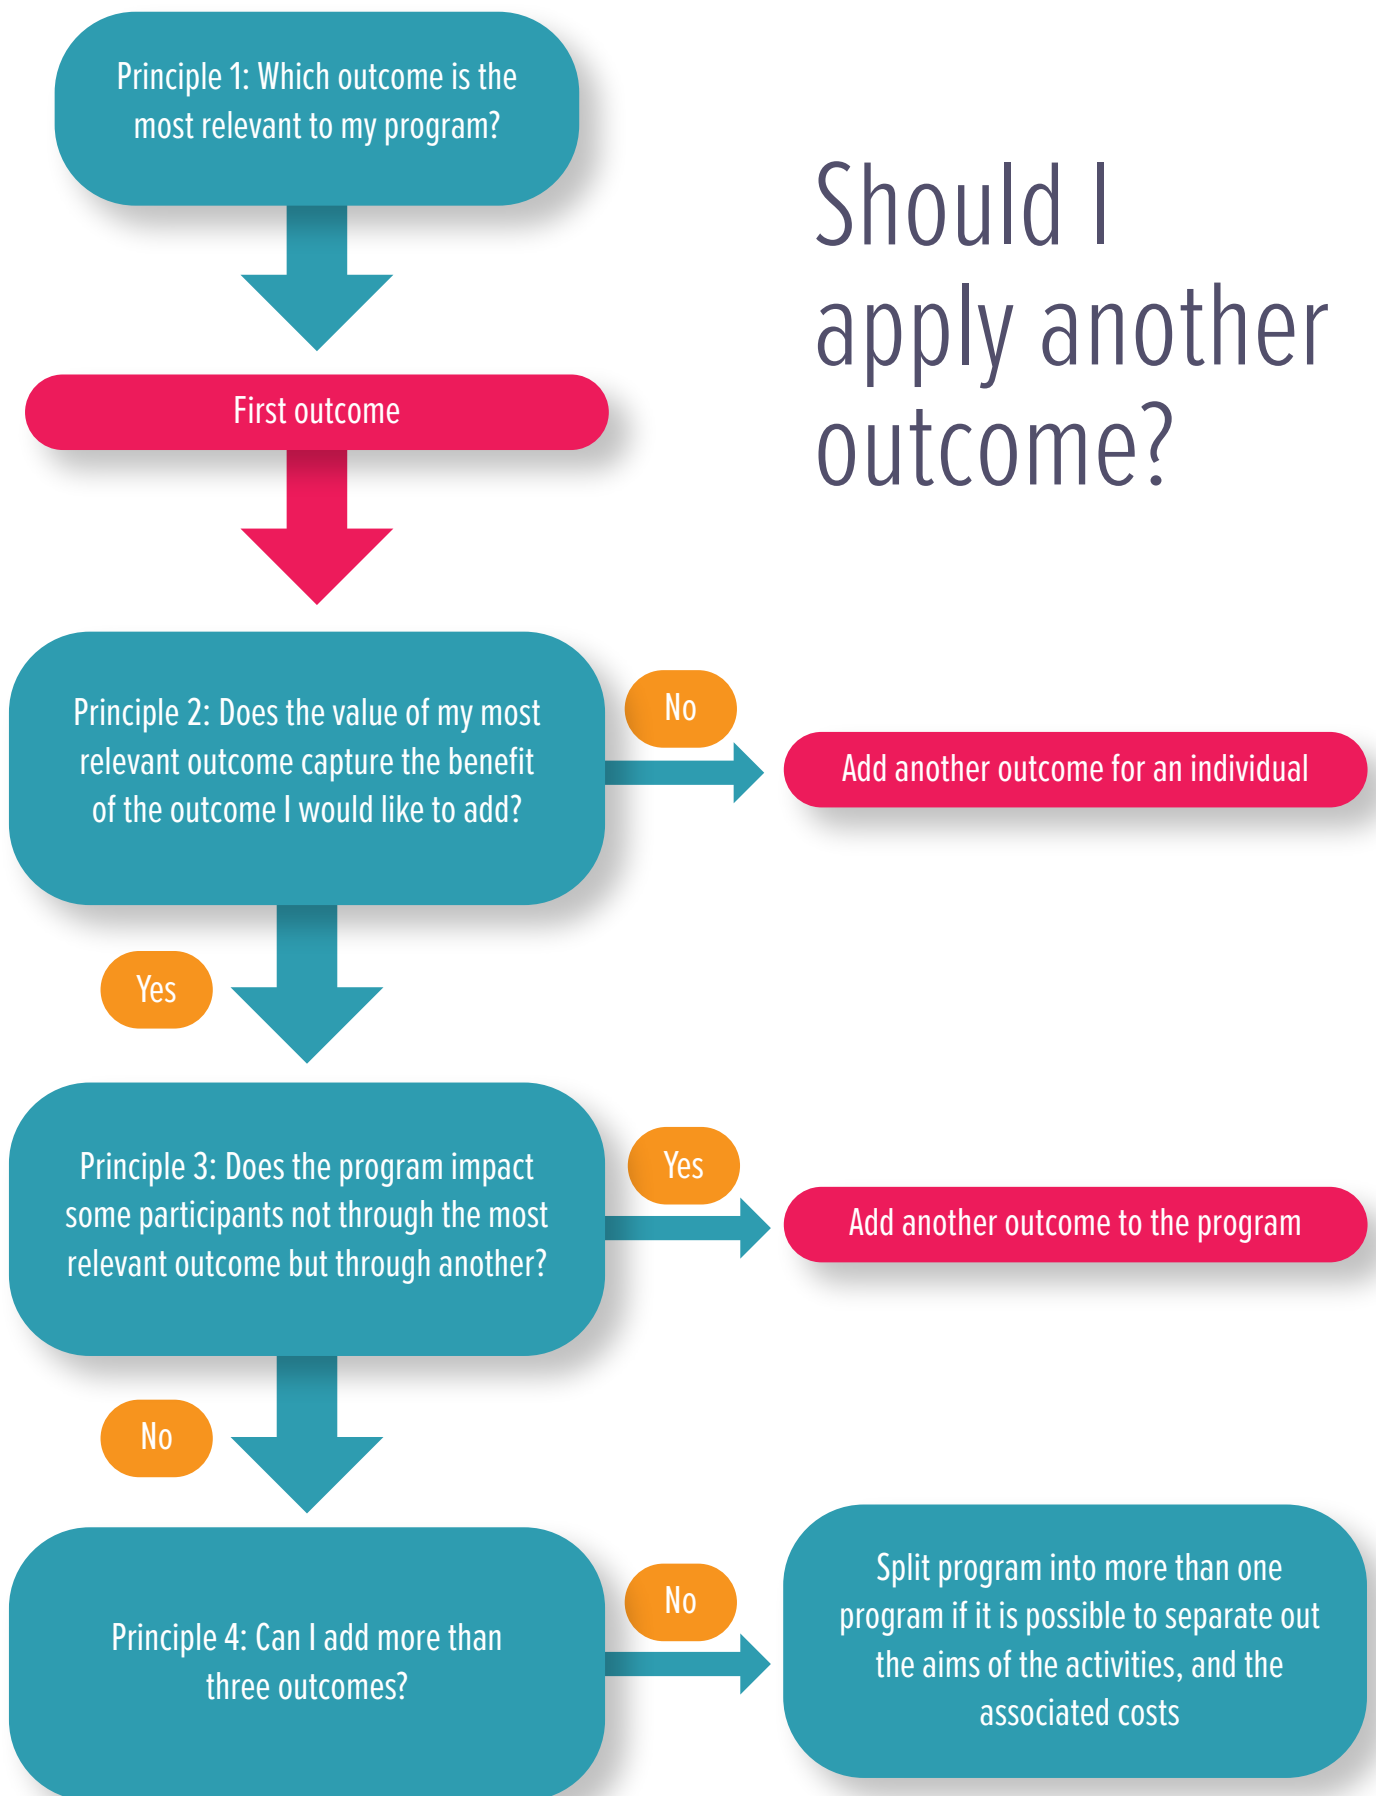 Principle 1: Which outcome is the
most relevant to my program?
Should I
apply another
outcome?
First outcome
Principle 2: Does the value of my most
relevant outcome capture the benefit
of the outcome I would like to add?
No
Add another outcome for an individual
Yes
Principle 3: Does the program impact
some participants not through the most
relevant outcome but through another?
Yes
Add another outcome to the program
No
Principle 4: Can I add more than
three outcomes?
No
Split program into more than one
program if it is possible to separate out
the aims of the activities, and the
associated costs